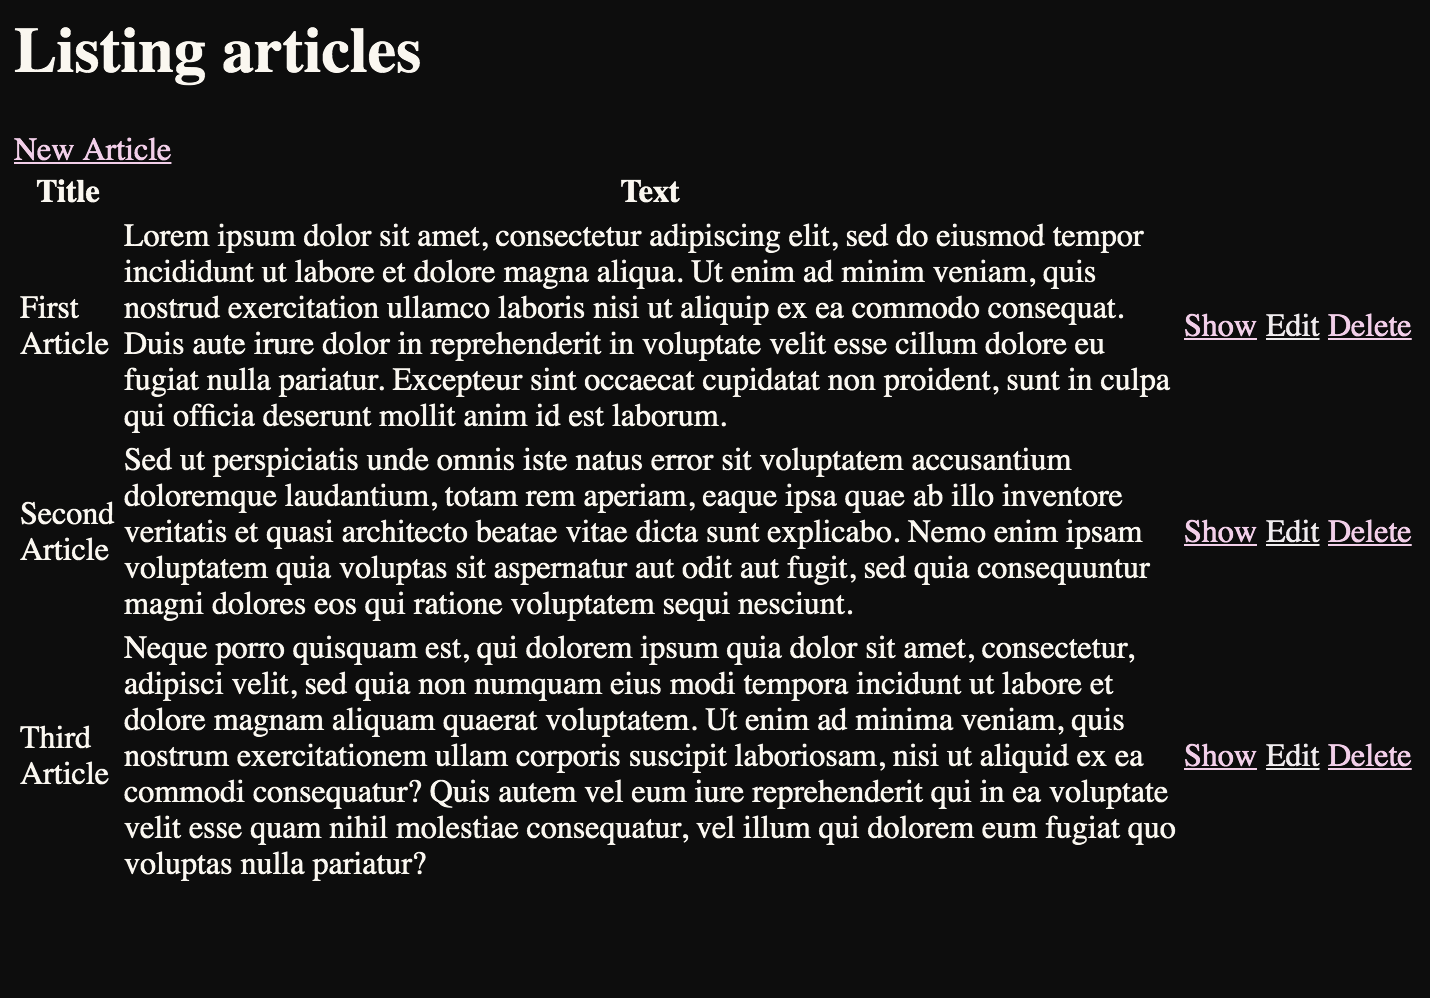 Listing articles
New Article
Title Text
Lorem ipsum dolor sit amet, consectetur adipiscing elit, sed do eiusmod tempor
incididunt ut labore et dolore magna aliqua. Ut enim ad minim veniam, quis
First
Article
nostrud exercitation ullamco laboris nisi ut aliquip ex ea commodo consequat.
Duis aute irure dolor in reprehenderit in voluptate velit esse cillum dolore eu
fugiat nulla pariatur. Excepteur sint occaecat cupidatat non proident, sunt in culpa
qui officia deserunt mollit anim id est laborum.
Show Edit Delete
Second
Article
Sed ut perspiciatis unde omnis iste natus error sit voluptatem accusantium
doloremque laudantium, totam rem aperiam, eaque ipsa quae ab illo inventore
veritatis et quasi architecto beatae vitae dicta sunt explicabo. Nemo enim ipsam
voluptatem quia voluptas sit aspernatur aut odit aut fugit, sed quia consequuntur
magni dolores eos qui ratione voluptatem sequi nesciunt.
Show Edit Delete
Third
Article
Neque porro quisquam est, qui dolorem ipsum quia dolor sit amet, consectetur,
adipisci velit, sed quia non numquam eius modi tempora incidunt ut labore et
dolore magnam aliquam quaerat voluptatem. Ut enim ad minima veniam, quis
nostrum exercitationem ullam corporis suscipit laboriosam, nisi ut aliquid ex ea
commodi consequatur? Quis autem vel eum iure reprehenderit qui in ea voluptate
velit esse quam nihil molestiae consequatur, vel illum qui dolorem eum fugiat quo
voluptas nulla pariatur?
Show Edit Delete